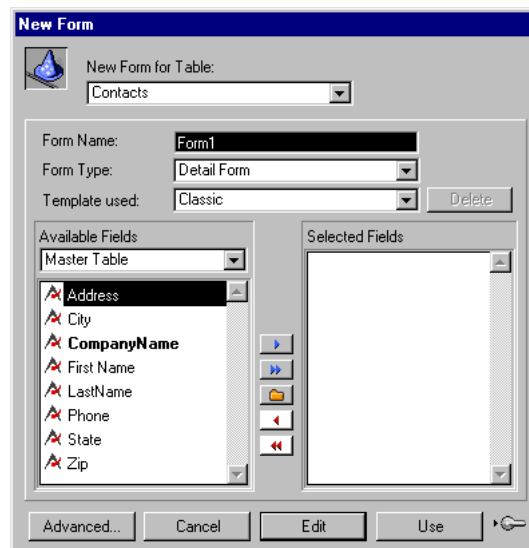 New Form
New Form for Table:
Contacts
Form Name:
Form1
Form Type:
Detail Form
Template used:
Classic
Delete
Available Fields
Selected Fields
Master Table
Address
City
CompanyName
First Name
LastName
Phone
State
Zip
Advanced...
Cancel
Edit
Use